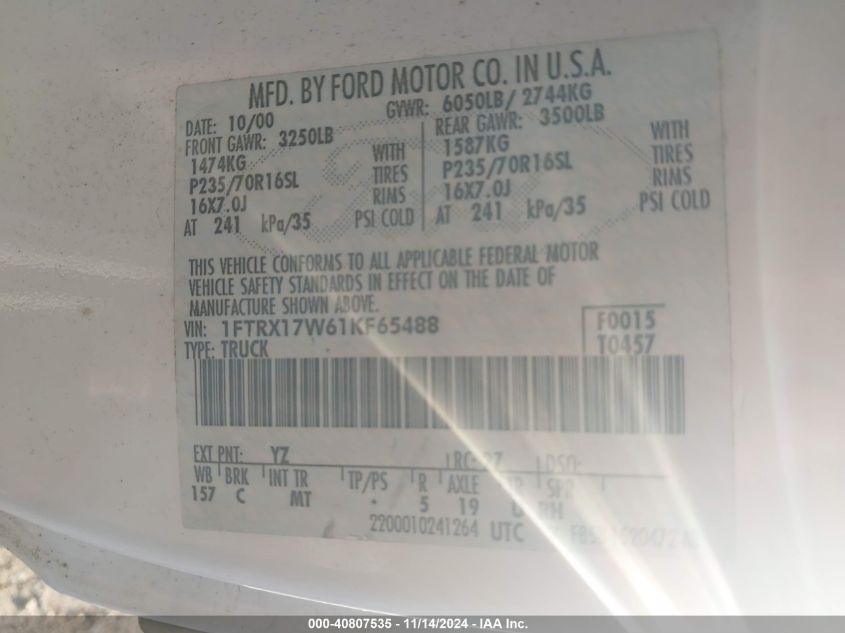 MFD. BY FORD MOTOR CO. IN U.S.A.
DATE: 10/00 GVWR: 6050LB/ 2744KG
FRONT GAWR: 3250LB REAR GAWR: 3500LB
1474KG WITH 1587KG WITH
P235/70R16SL TIRES P235/70R16SL TIRES
16X7.0J RIMS 16X7.0J RIMS
AT 241 kPa/35 PSI COLD AT 241 kPa/35 PSI COLD
THIS VEHICLE CONFORMS TO ALL APPLICABLE FEDERAL MOTOR
VEHICLE SAFETY STANDARDS IN EFFECT ON THE DATE OF
MANUFACTURE SHOWN ABOVE.
VIN: 1FTRX17W61KF65488 F0015
TYPE: TRUCK T0457
EXT PNT: YZ RC: DSO:
WB BRK INT TR TP/PS R AXLE
157 C MT - 5 19 RH
2200010241264 UTC
000-40807535 - 11/14/2024 - IAA Inc.